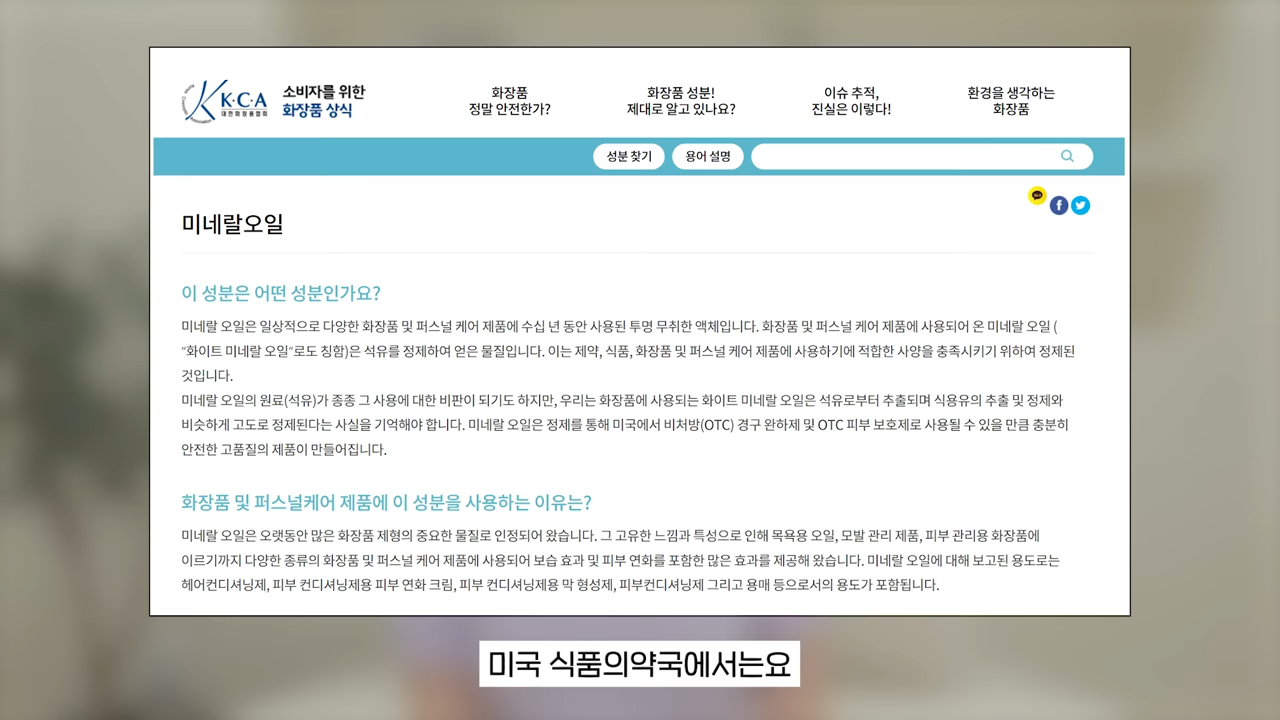 K·C·A
대한화장품협회
소비자를 위한
화장품 상식
화장품
정말 안전한가?
화장품 성분!
제대로 알고 있나요?
이슈 추적,
진실은 이렇다!
환경을 생각하는
화장품
성분 찾기
용어 설명
미네랄오일
이 성분은 어떤 성분인가요?
미네랄 오일은 일상적으로 다양한 화장품 및 퍼스널 케어 제품에 수십 년 동안 사용된 투명 무취한 액체입니다. 화장품 및 퍼스널 케어 제품에 사용되어 온 미네랄 오일 (
"화이트 미네랄 오일"로도 칭함)은 석유를 정제하여 얻은 물질입니다. 이는 제약, 식품, 화장품 및 퍼스널 케어 제품에 사용하기에 적합한 사양을 충족시키기 위하여 정제된
것입니다.
미네랄 오일의 원료(석유)가 종종 그 사용에 대한 비판이 되기도 하지만, 우리는 화장품에 사용되는 화이트 미네랄 오일은 석유로부터 추출되며 식용유의 추출 및 정제와
비슷하게 고도로 정제된다는 사실을 기억해야 합니다. 미네랄 오일은 정제를 통해 미국에서 비처방(OTC) 경구 완하제 및 OTC 피부 보호제로 사용될 수 있을 만큼 충분히
안전한 고품질의 제품이 만들어집니다.
화장품 및 퍼스널케어 제품에 이 성분을 사용하는 이유는?
미네랄 오일은 오랫동안 많은 화장품 제형의 중요한 물질로 인정되어 왔습니다. 그 고유한 느낌과 특성으로 인해 목욕용 오일, 모발 관리 제품, 피부 관리용 화장품에
이르기까지 다양한 종류의 화장품 및 퍼스널 케어 제품에 사용되어 보습 효과 및 피부 연화를 포함한 많은 효과를 제공해 왔습니다. 미네랄 오일에 대해 보고된 용도로는
헤어컨디셔닝제, 피부 컨디셔닝제용 피부 연화 크림, 피부 컨디셔닝제용 막 형성제, 피부컨디셔닝제 그리고 용매 등으로서의 용도가 포함됩니다.
미국 식품의약국에서는요